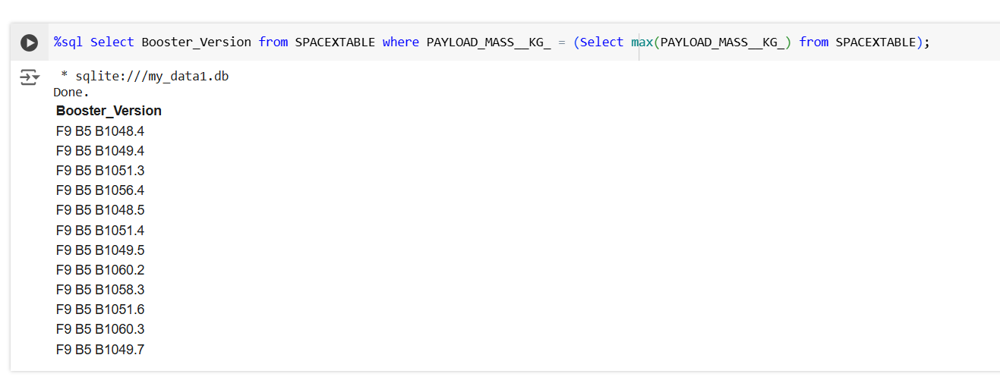 %sql Select Booster_Version from SPACEXTABLE where PAYLOAD_MASS__KG_ = (Select max(PAYLOAD_MASS__KG_) from SPACEXTABLE);
* sqlite:///my_data1.db
Done.
Booster_Version
F9 B5 B1048.4
F9 B5 B1049.4
F9 B5 B1051.3
F9 B5 B1056.4
F9 B5 B1048.5
F9 B5 B1051.4
F9 B5 B1049.5
F9 B5 B1060.2
F9 B5 B1058.3
F9 B5 B1051.6
F9 B5 B1060.3
F9 B5 B1049.7